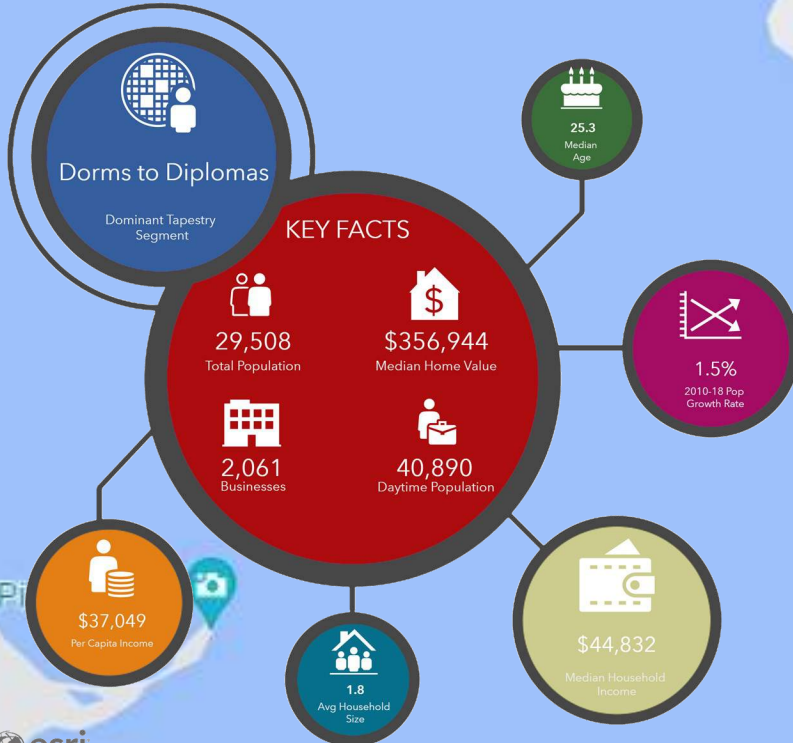 Dorms to Diplomas
Dominant Tapestry
Segment
KEY FACTS
29,508
Total Population
$356,944
Median Home Value
2,061
Businesses
40,890
Daytime Population
25.3
Median
Age
1.5%
2010-18 Pop
Growth Rate
$37,049
Per Capita Income
1.8
Avg Household
Size
$44,832
Median Household
Income
Pi
esri